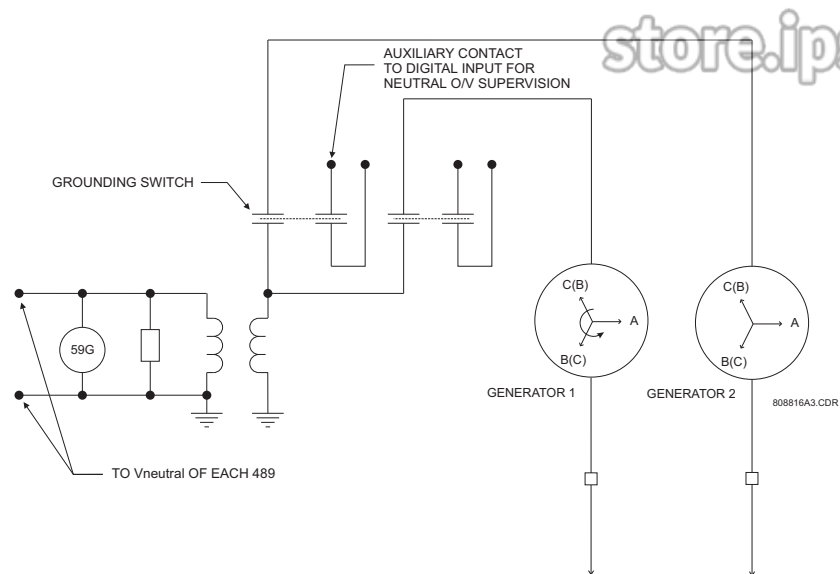 store.ips
AUXILIARY CONTACT
TO DIGITAL INPUT FOR
NEUTRAL O/V SUPERVISION
GROUNDING SWITCH
59G
C(B)
A
B(C)
GENERATOR 1
C(B)
A
B(C)
GENERATOR 2
808816A3.CDR
TO Vneutral OF EACH 489